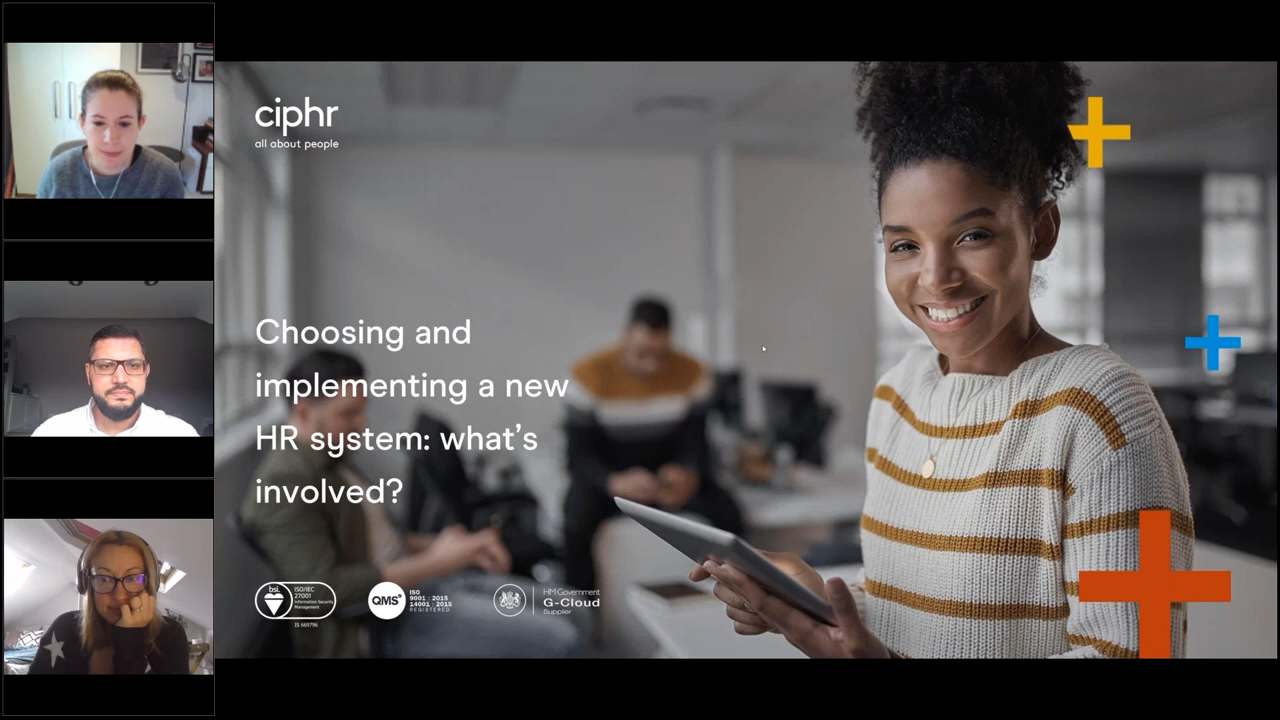 ciphr
all about people
Choosing and
implementing a new
HR system: what's
involved?
bsi.
ISO/IEC
27001
Information Security
Management
IS 669796
QMS
ISO
9001 : 2015
14001 : 2015
REGISTERED
HM Government
G-Cloud
Supplier